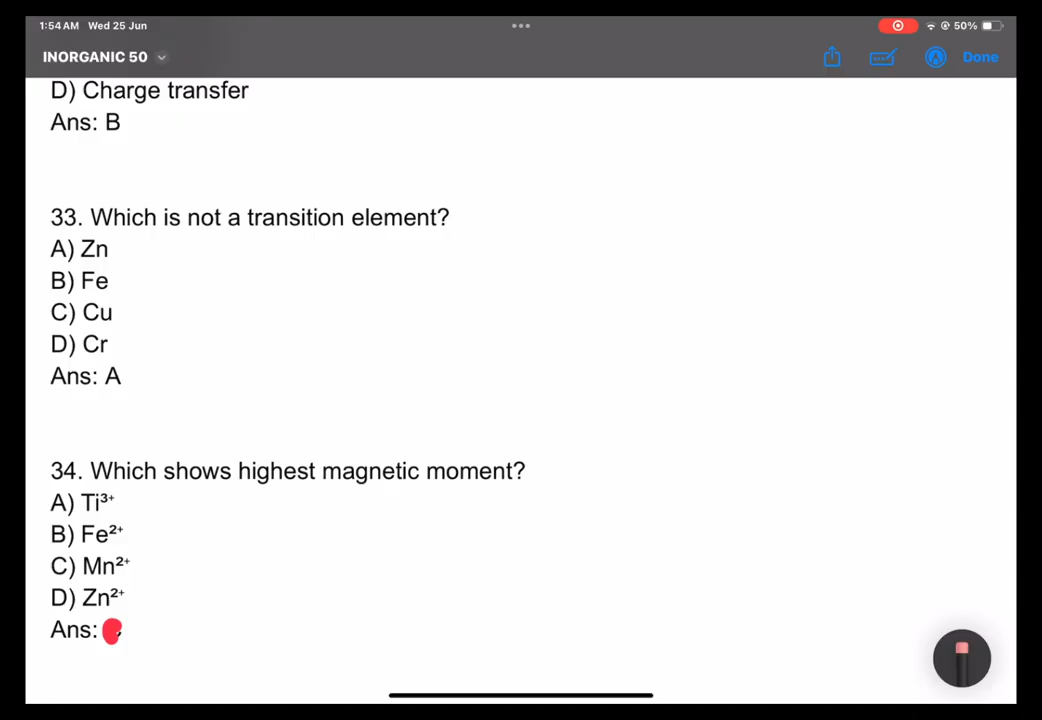 1:54 AM Wed 25 Jun
50%
INORGANIC 50
Done
D) Charge transfer
Ans: B
33. Which is not a transition element?
A) Zn
B) Fe
C) Cu
D) Cr
Ans: A
34. Which shows highest magnetic moment?
A) Ti³⁺
B) Fe²⁺
C) Mn²⁺
D) Zn²⁺
Ans: